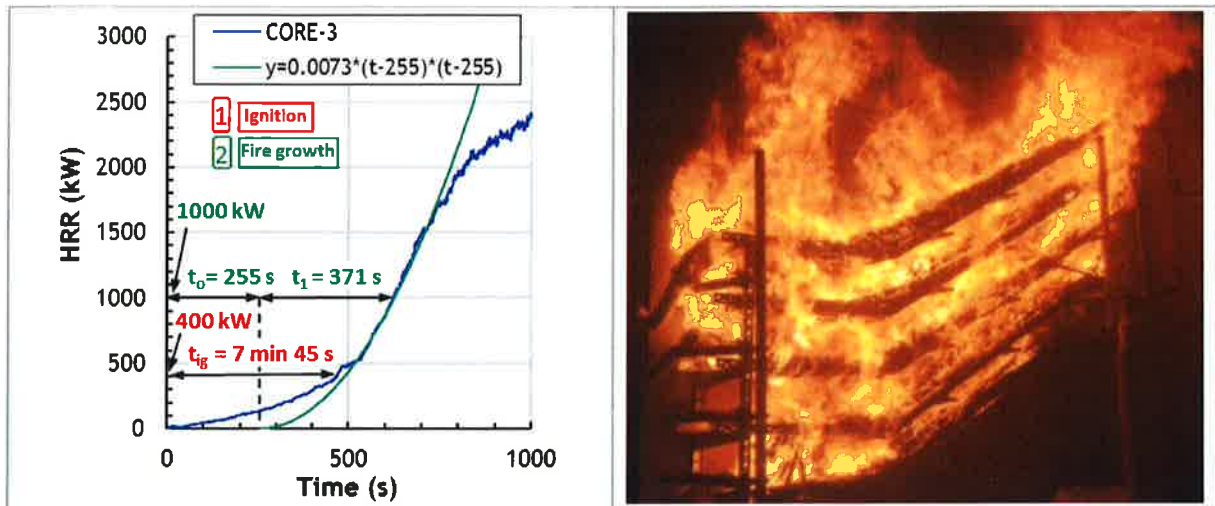 3000
2500
2000
1500
1000
500
0
HRR (kW)
CORE-3
y=0.0073*(t-255)*(t-255)
1 Ignition
2 Fire growth
1000 kW
t₀= 255 s t₁ = 371 s
400 kW
tig = 7 min 45 s
0 500 1000
Time (s)